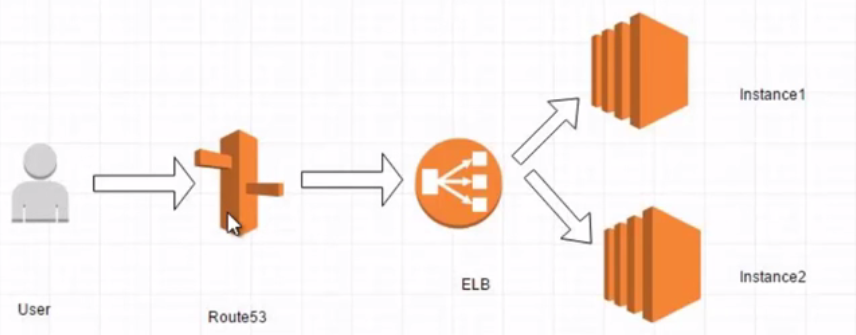 User
Route53
ELB
Instance1
Instance2